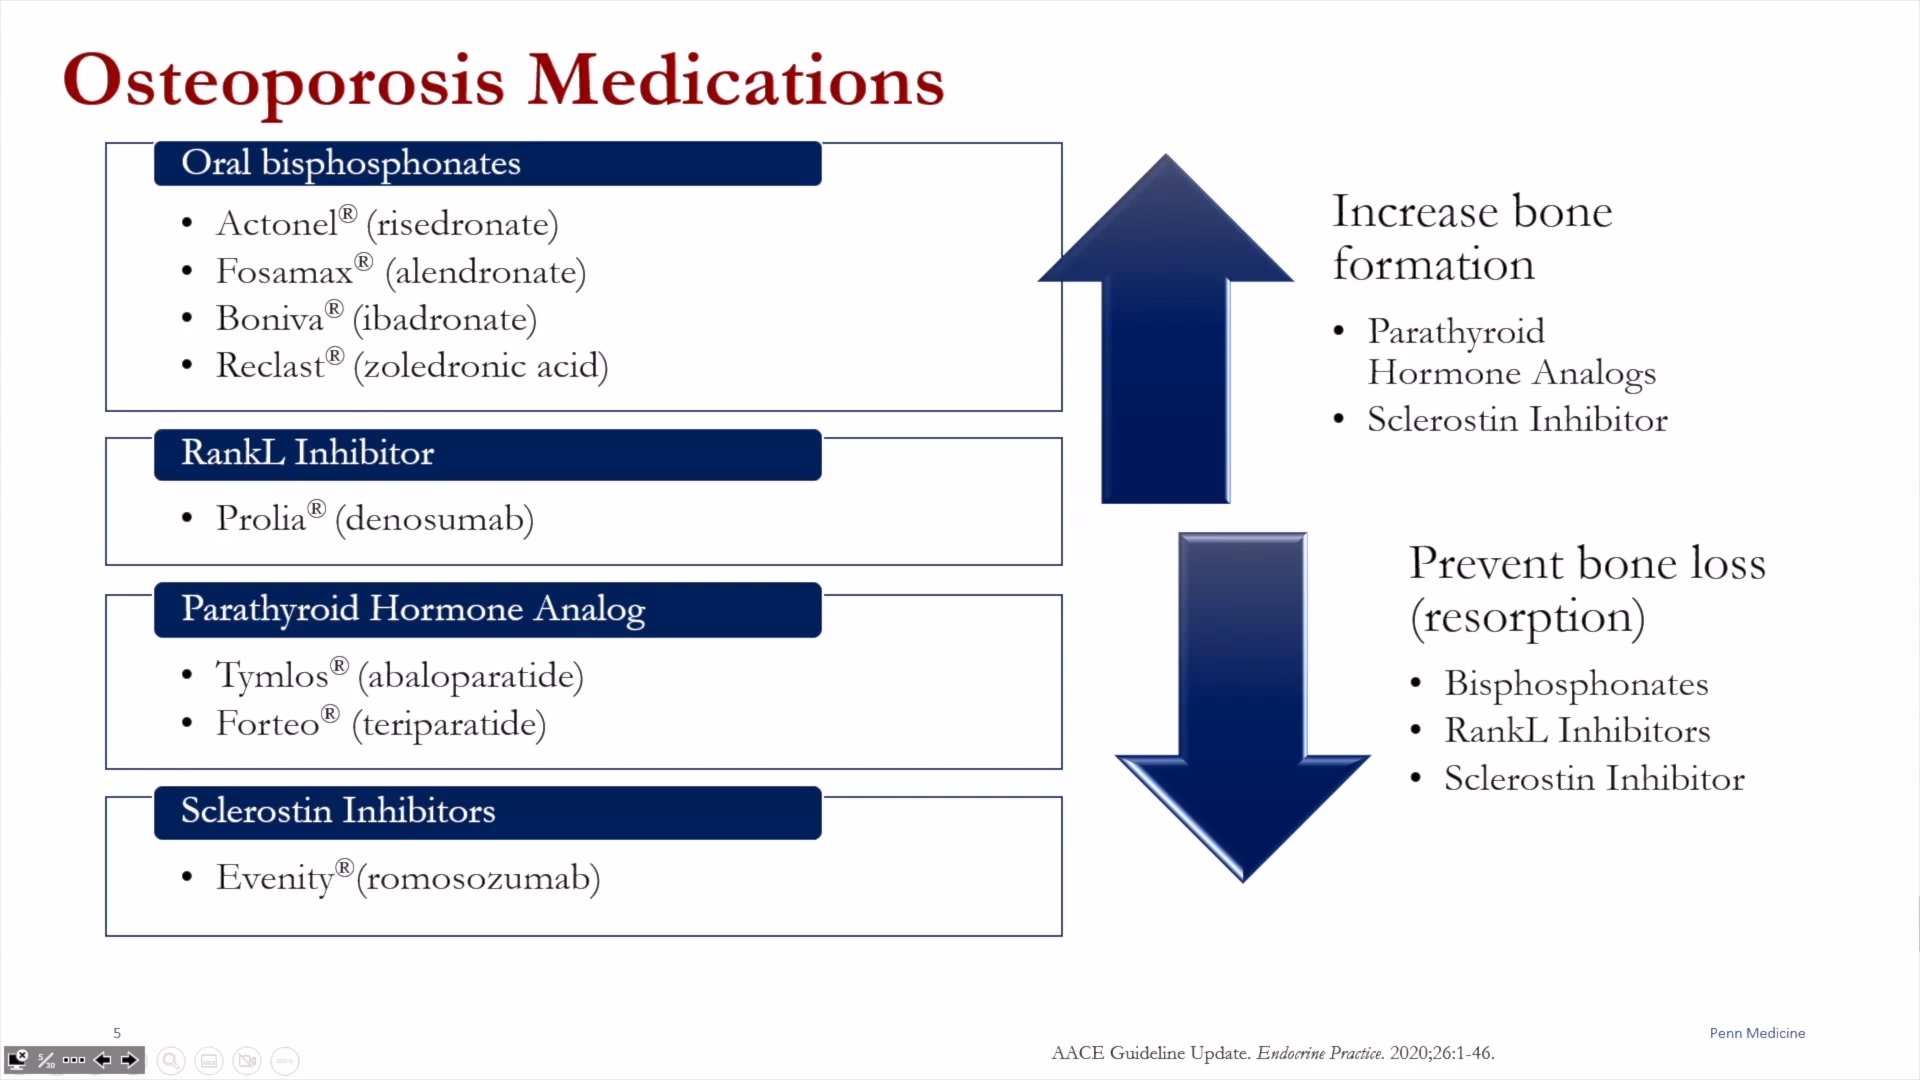 Osteoporosis Medications
Oral bisphosphonates
• Actonel® (risedronate)
• Fosamax® (alendronate)
• Boniva® (ibadronate)
• Reclast® (zoledronic acid)
RankL Inhibitor
• Prolia® (denosumab)
Parathyroid Hormone Analog
• Tymlos® (abaloparatide)
• Forteo® (teriparatide)
Sclerostin Inhibitors
• Evenity®(romosozumab)
Increase bone
formation
• Parathyroid
Hormone Analogs
• Sclerostin Inhibitor
Prevent bone loss
(resorption)
• Bisphosphonates
• RankL Inhibitors
• Sclerostin Inhibitor
5
Penn Medicine
5/30
AACE Guideline Update. Endocrine Practice. 2020;26:1-46.